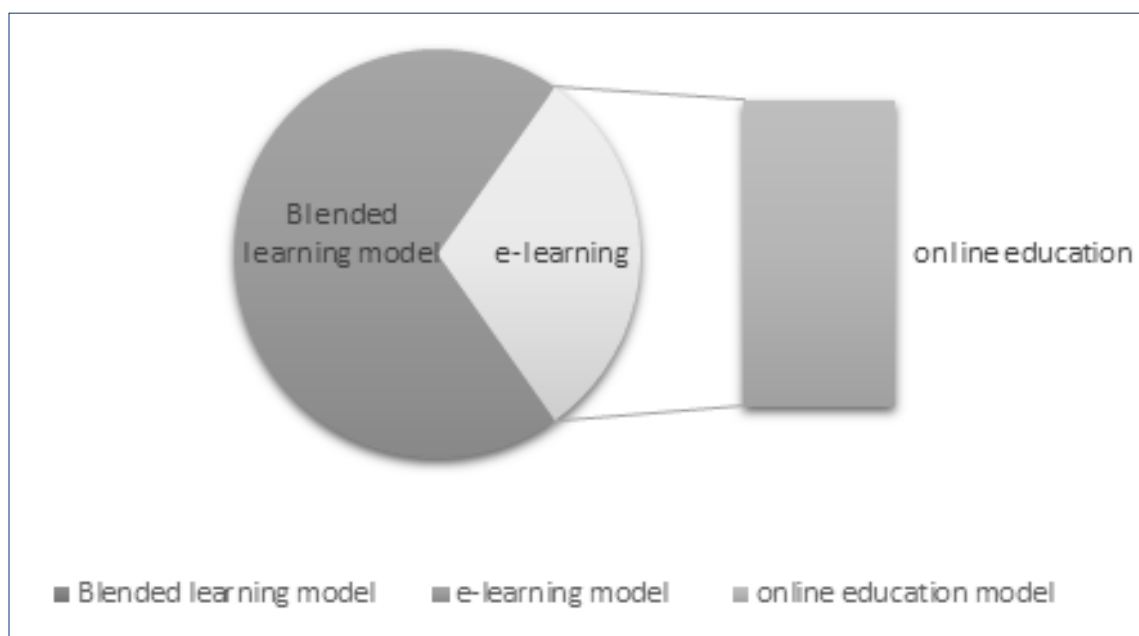 Blended
learning model
e-learning
online education
Blended learning model
e-learning model
online education model